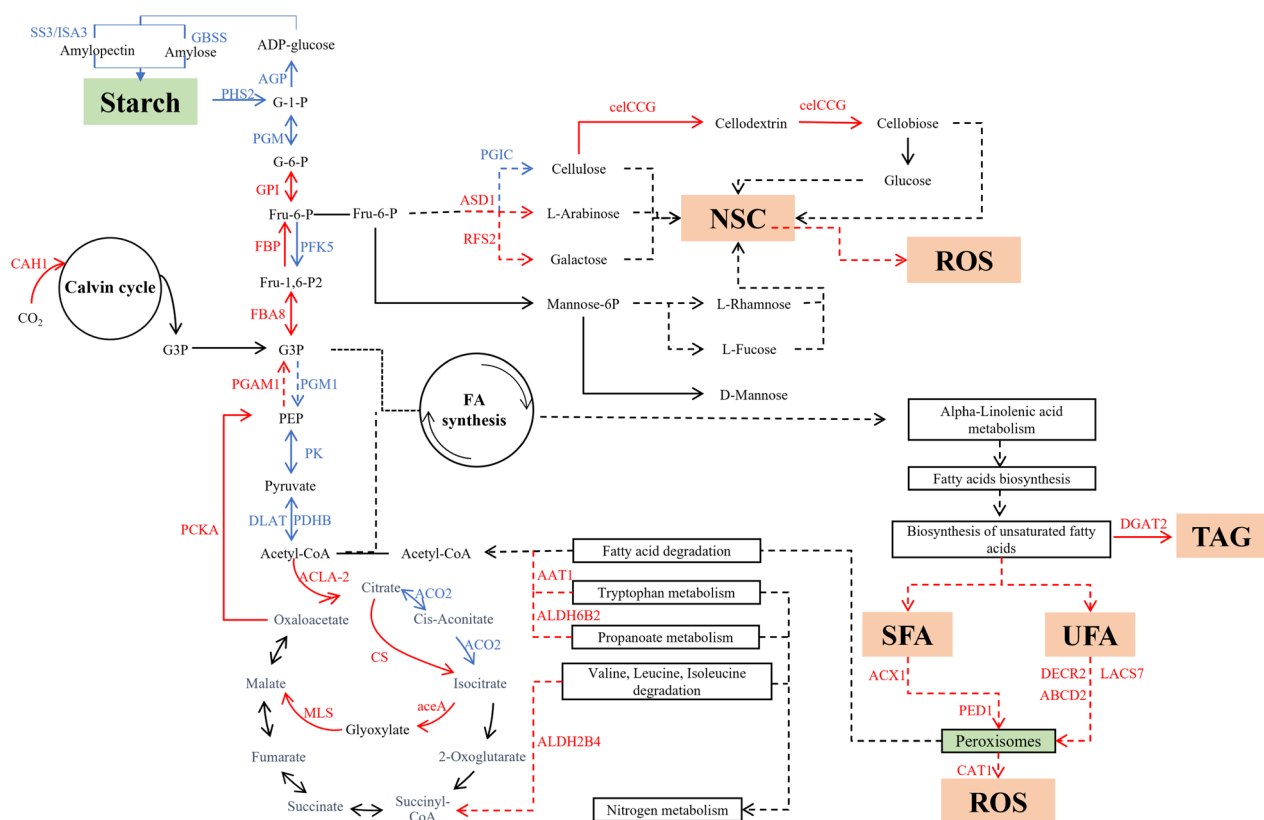 SS3/ISA3
GBSS
Amylopectin
Amylose
ADP-glucose
AGP
Starch
PHS2
G-1-P
PGM
G-6-P
GPI
Fru-6-P
Fru-6-P
FBP
PFK5
Fru-1,6-P2
FBA8
CAH1
Calvin cycle
CO2
G3P
G3P
PGAM1
PGM1
PEP
PK
Pyruvate
DLAT
PDHB
PCKA
Acetyl-CoA
Acetyl-CoA
ACLA-2
Citrate
ACO2
Cis-Aconitate
Oxaloacetate
CS
ACO2
Isocitrate
Malate
MLS
aceA
Glyoxylate
2-Oxoglutarate
Fumarate
Succinate
Succinyl-
CoA
celCCG
celCCG
Cellodextrin
Cellobiose
PGIC
Cellulose
Glucose
ASD1
L-Arabinose
NSC
RFS2
Galactose
ROS
Mannose-6P
L-Rhamnose
L-Fucose
D-Mannose
FA
synthesis
Alpha-Linolenic acid
metabolism
Fatty acids biosynthesis
Biosynthesis of unsaturated fatty
acids
DGAT2
TAG
Fatty acid degradation
AAT1
Tryptophan metabolism
ALDH6B2
Propanoate metabolism
Valine, Leucine, Isoleucine
degradation
ALDH2B4
Nitrogen metabolism
SFA
UFA
ACX1
DECR2
LACS7
ABCD2
PED1
Peroxisomes
CAT1
ROS